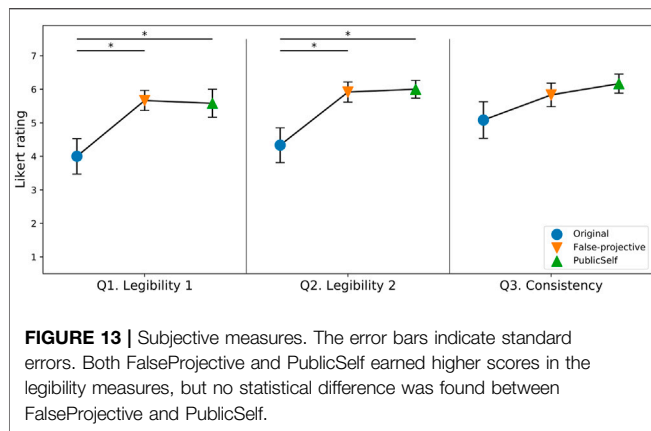 *
*
*
*
7
6
5
4
3
2
1
Likert rating
Original
False-projective
PublicSelf
Q1. Legibility 1
Q2. Legibility 2
Q3. Consistency
FIGURE 13 | Subjective measures. The error bars indicate standard
errors. Both FalseProjective and PublicSelf earned higher scores in the
legibility measures, but no statistical difference was found between
FalseProjective and PublicSelf.